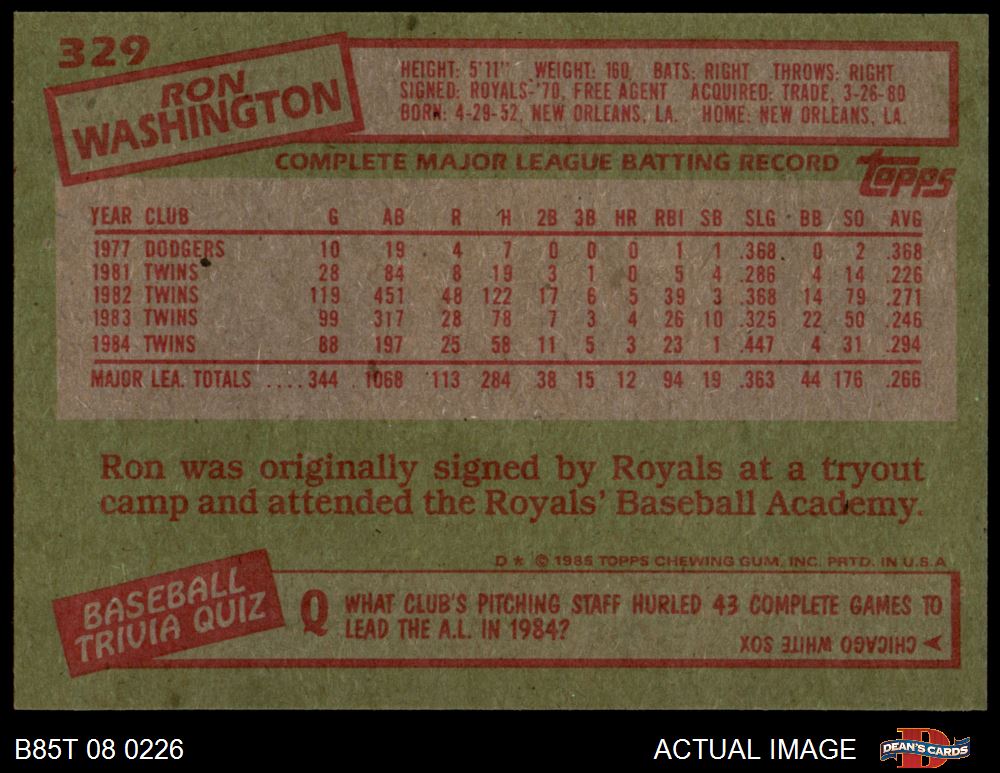 329
RON
WASHINGTON
HEIGHT: 5'11" WEIGHT: 160 BATS: RIGHT THROWS: RIGHT
SIGNED: ROYALS-'70, FREE AGENT ACQUIRED: TRADE, 3-26-80
BORN: 4-29-52, NEW ORLEANS, LA. HOME: NEW ORLEANS, LA.
COMPLETE MAJOR LEAGUE BATTING RECORD topps
YEAR CLUB G AB R H 2B 3B HR RBI SB SLG BB SO AVG
1977 DODGERS 10 19 4 7 0 0 0 1 1 .368 0 2 .368
1981 TWINS 28 84 8 19 3 1 0 5 4 .286 4 14 .226
1982 TWINS 119 451 48 122 17 6 5 39 3 .368 14 79 .271
1983 TWINS 99 317 28 78 7 3 4 26 10 .325 22 50 .246
1984 TWINS 88 197 25 58 11 5 3 23 1 .447 4 31 .294
MAJOR LEA. TOTALS ....344 1068 113 284 38 15 12 94 19 .363 44 176 .266
Ron was originally signed by Royals at a tryout
camp and attended the Royals' Baseball Academy.
D* © 1985 TOPPS CHEWING GUM, INC. PRTD. IN U.S.A
BASEBALL
TRIVIA QUIZ
Q WHAT CLUB'S PITCHING STAFF HURLED 43 COMPLETE GAMES TO
LEAD THE A.L. IN 1984?
CHICAGO WHITE SOX
B85T 08 0226
ACTUAL IMAGE
DEAN'S CARDS